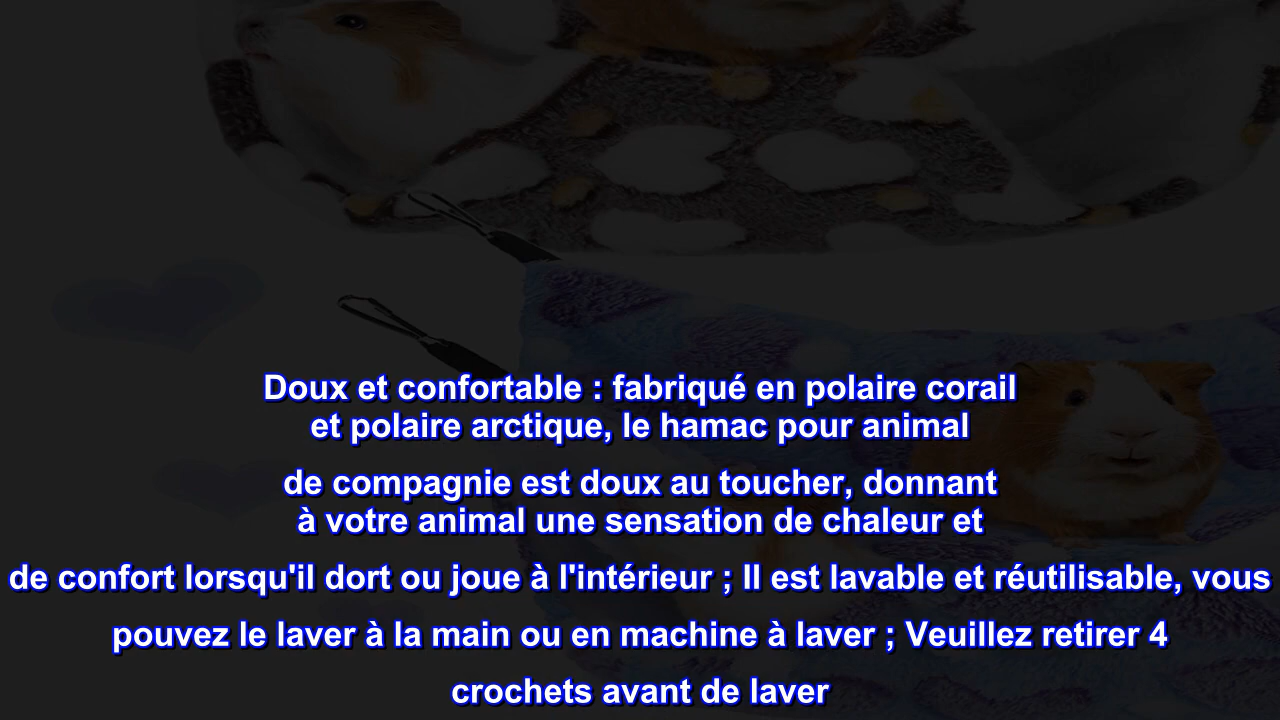 Doux et confortable : fabriqué en polaire corail
et polaire arctique, le hamac pour animal
de compagnie est doux au toucher, donnant
à votre animal une sensation de chaleur et
de confort lorsqu'il dort ou joue à l'intérieur ; Il est lavable et réutilisable, vous
pouvez le laver à la main ou en machine à laver ; Veuillez retirer 4
crochets avant de laver